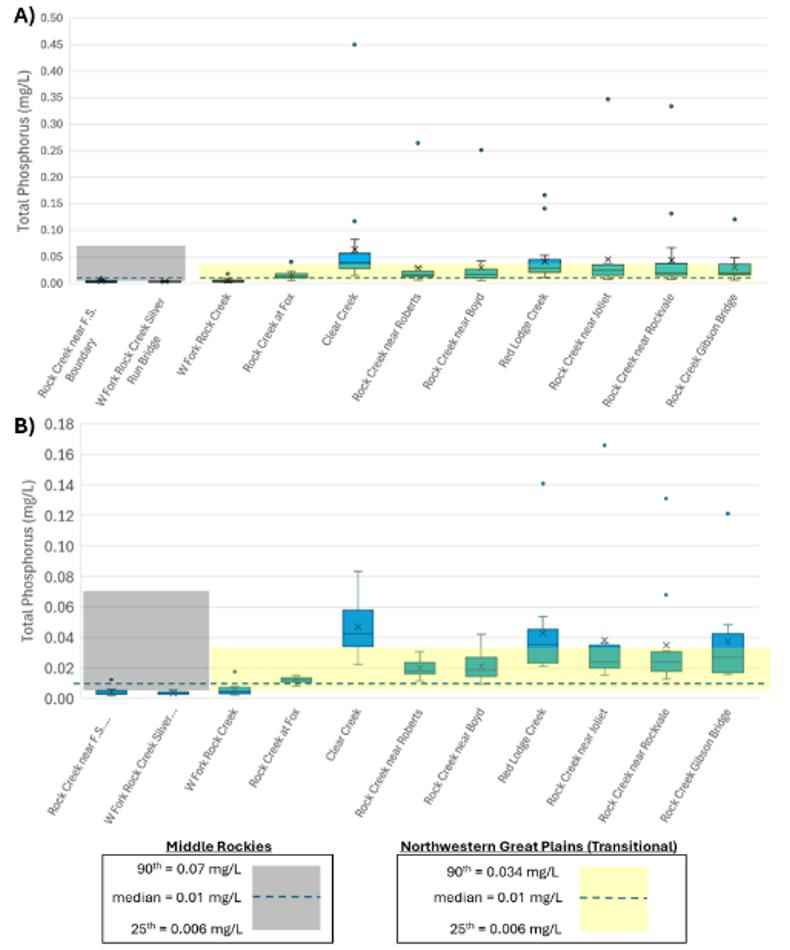 A)
Total Phosphorus (mg/L)
0.50
0.45
0.40
0.35
0.30
0.25
0.20
0.15
0.10
0.05
0.00
Rock Creek near F.S.
Boundary
W Fork Rock Creek Silver
Run Bridge
W Fork Rock Creek
Rock Creek at Fox
Clear Creek
Rock Creek near Roberts
Rock Creek near Boyd
Red Lodge Creek
Rock Creek near Joliet
Rock Creek near Rockvale
Rock Creek Gibson Bridge
B)
Total Phosphorus (mg/L)
0.18
0.16
0.14
0.12
0.10
0.08
0.06
0.04
0.02
0.00
Rock Creek near F.S....
W Fork Rock Creek Silver...
W Fork Rock Creek
Rock Creek at Fox
Clear Creek
Rock Creek near Roberts
Rock Creek near Boyd
Red Lodge Creek
Rock Creek near Joliet
Rock Creek near Rockvale
Rock Creek Gibson Bridge
Middle Rockies
90th = 0.07 mg/L
median = 0.01 mg/L
25th = 0.006 mg/L
Northwestern Great Plains (Transitional)
90th = 0.034 mg/L
median = 0.01 mg/L
25th = 0.006 mg/L